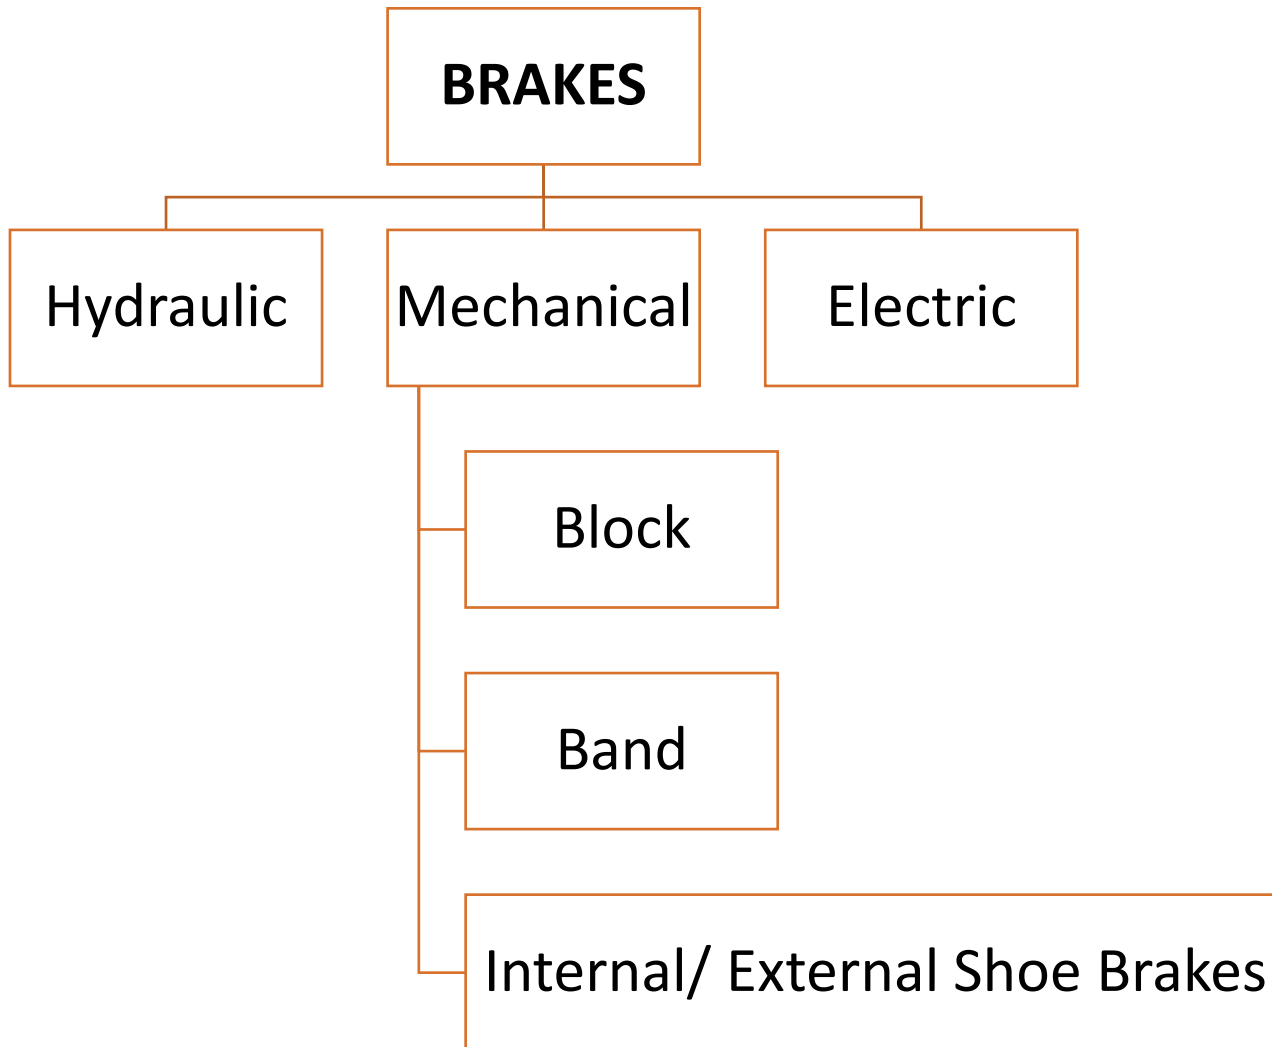 BRAKES
Hydraulic
Mechanical
Electric
Block
Band
Internal/ External Shoe Brakes